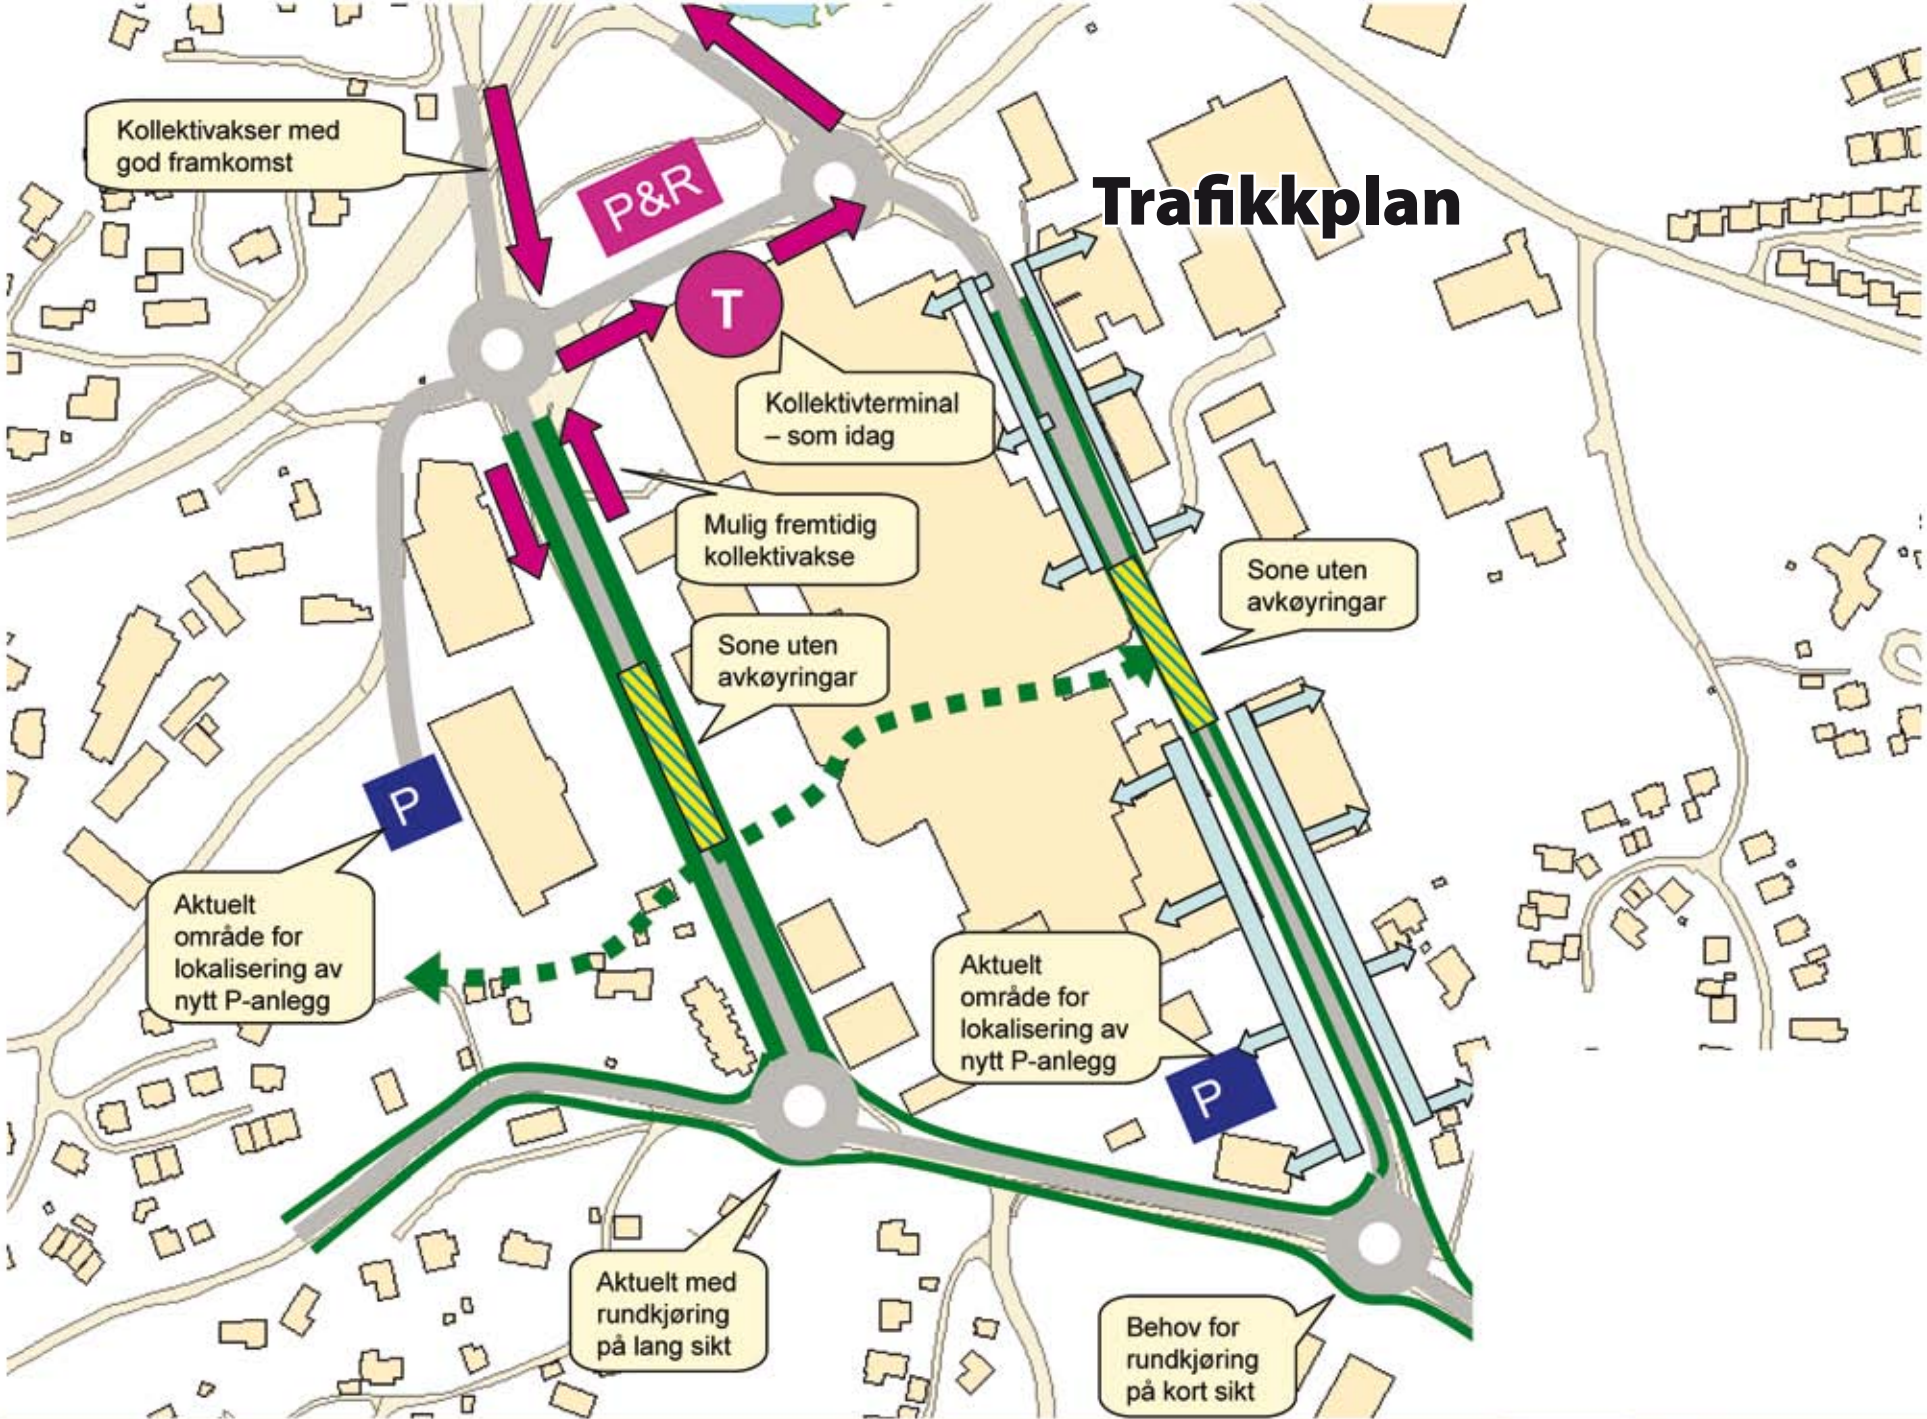 Trafikkplan
Kollektivakser med
god framkomst
P&R
T
Kollektivterminal
– som idag
Mulig fremtidig
kollektivakse
Sone uten
avkøyringar
Sone uten
avkøyringar
P
Aktuelt
område for
lokalisering av
nytt P-anlegg
Aktuelt
område for
lokalisering av
nytt P-anlegg
P
Aktuelt med
rundkjøring
på lang sikt
Behov for
rundkjøring
på kort sikt